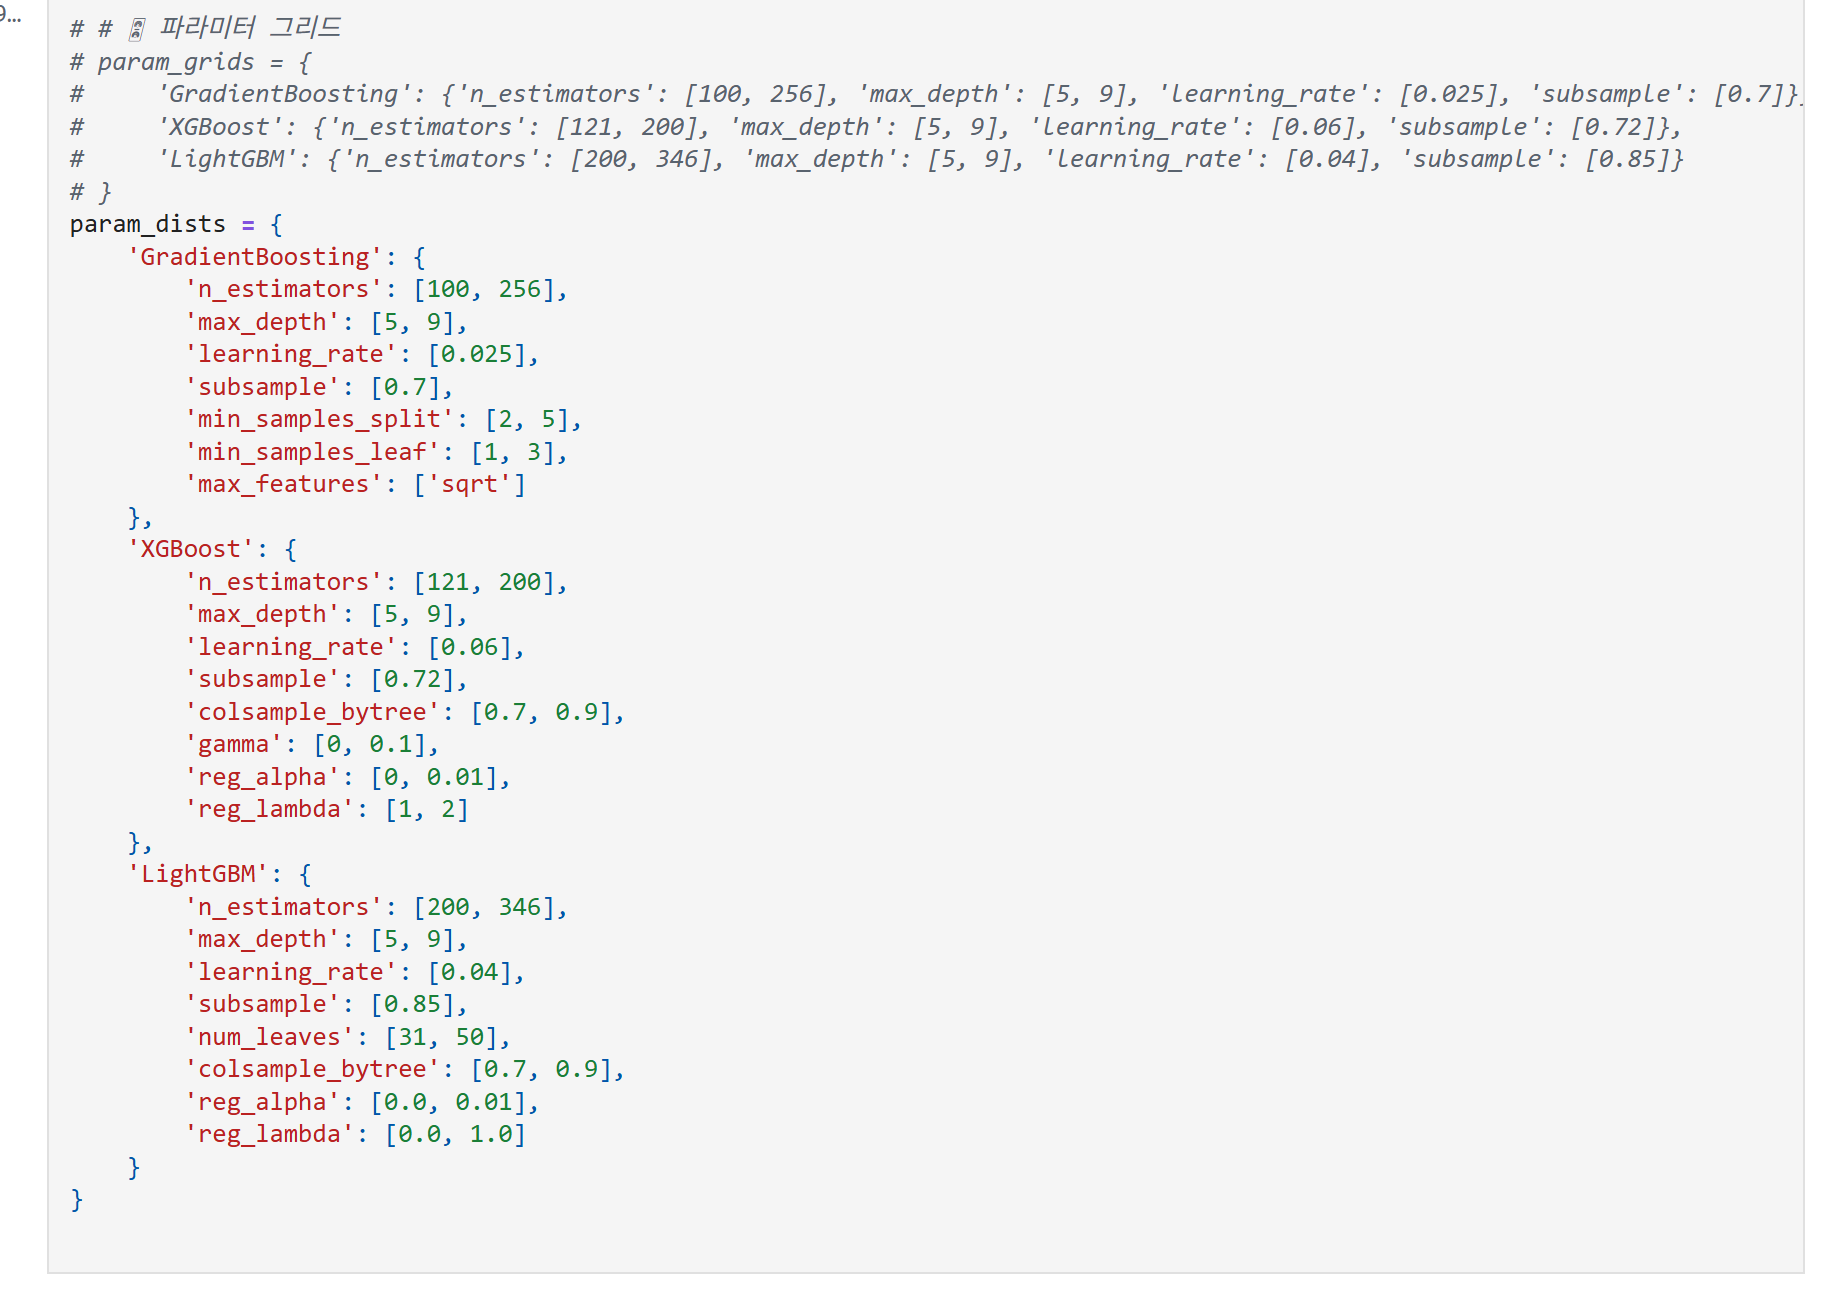 9...
# # 파라미터 그리드
# param_grids = {
#     'GradientBoosting': {'n_estimators': [100, 256], 'max_depth': [5, 9], 'learning_rate': [0.025], 'subsample': [0.7]},
#     'XGBoost': {'n_estimators': [121, 200], 'max_depth': [5, 9], 'learning_rate': [0.06], 'subsample': [0.72]},
#     'LightGBM': {'n_estimators': [200, 346], 'max_depth': [5, 9], 'learning_rate': [0.04], 'subsample': [0.85]}
# }
param_dists = {
    'GradientBoosting': {
        'n_estimators': [100, 256],
        'max_depth': [5, 9],
        'learning_rate': [0.025],
        'subsample': [0.7],
        'min_samples_split': [2, 5],
        'min_samples_leaf': [1, 3],
        'max_features': ['sqrt']
    },
    'XGBoost': {
        'n_estimators': [121, 200],
        'max_depth': [5, 9],
        'learning_rate': [0.06],
        'subsample': [0.72],
        'colsample_bytree': [0.7, 0.9],
        'gamma': [0, 0.1],
        'reg_alpha': [0, 0.01],
        'reg_lambda': [1, 2]
    },
    'LightGBM': {
        'n_estimators': [200, 346],
        'max_depth': [5, 9],
        'learning_rate': [0.04],
        'subsample': [0.85],
        'num_leaves': [31, 50],
        'colsample_bytree': [0.7, 0.9],
        'reg_alpha': [0.0, 0.01],
        'reg_lambda': [0.0, 1.0]
    }
}